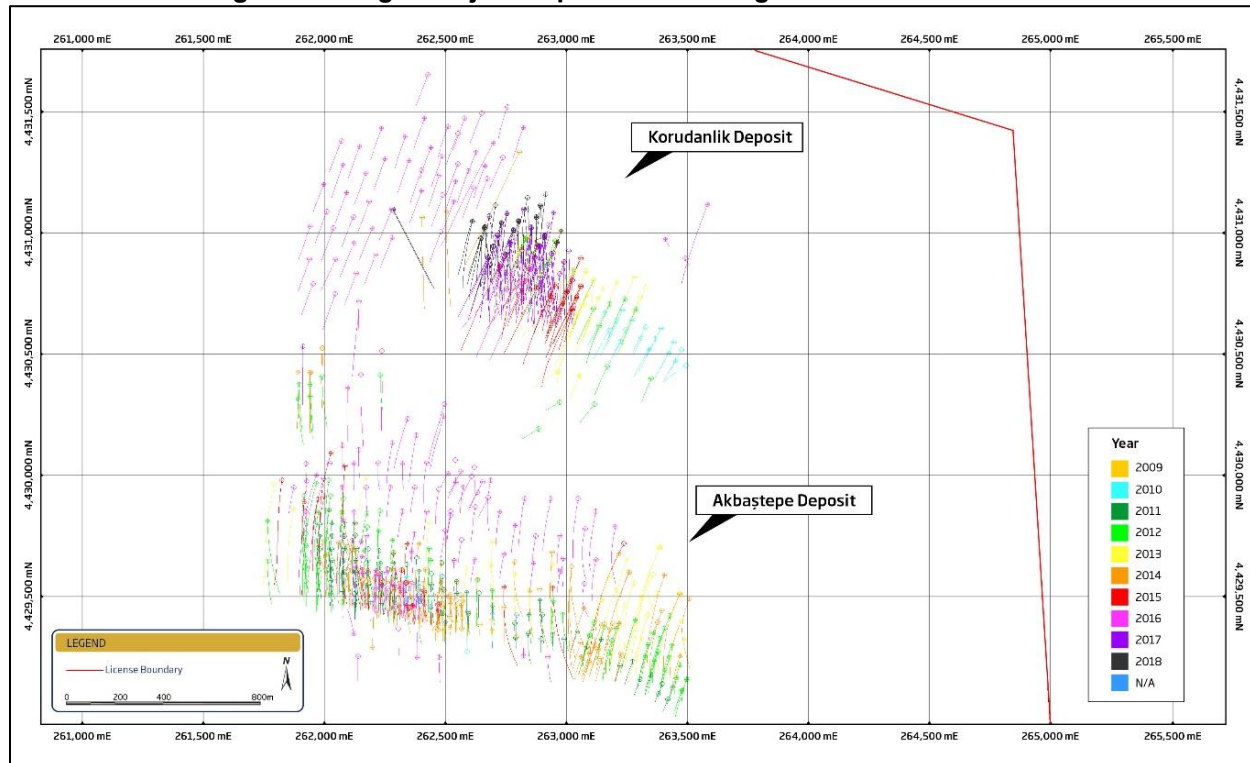 261,000 mE 261,500 mE 262,000 mE 262,500 mE 263,000 mE 263,500 mE 264,000 mE 264,500 mE 265,000 mE 265,500 mE
4,431,500 mN 4,431,500 mN
Korudanlik Deposit
4,431,000 mN 4,431,000 mN
4,430,500 mN 4,430,500 mN
Year
2009
4,430,000 mN 4,430,000 mN
2010
Akbaștepe Deposit
2011
2012
2013
2014
4,429,500 mN 4,429,500 mN
2015
LEGEND
2016
License Boundary
N
2017
2018
0 200 400 800m
N/A
261,000 mE 261,500 mE 262,000 mE 262,500 mE 263,000 mE 263,500 mE 264,000 mE 264,500 mE 265,000 mE 265,500 mE